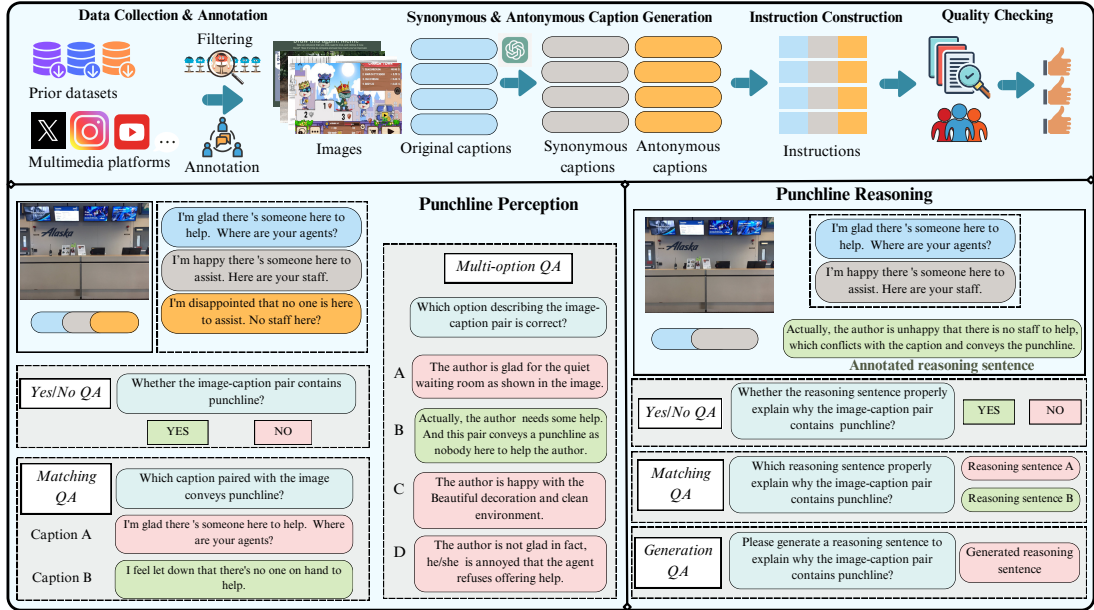 Data Collection & Annotation
Synonymous & Antonymous Caption Generation
Instruction Construction
Quality Checking
Filtering
Prior datasets
Multimedia platforms
...
Annotation
Images
Original captions
Synonymous
captions
Antonymous
captions
Instructions
Punchline Perception
Alaska
I'm glad there 's someone here to
help. Where are your agents?
I'm happy there 's someone here to
assist. Here are your staff.
I'm disappointed that no one is here
to assist. No staff here?
Yes/No QA
Whether the image-caption pair contains
punchline?
YES
NO
Matching
QA
Which caption paired with the image
conveys punchline?
Caption A
I'm glad there 's someone here to help. Where
are your agents?
Caption B
I feel let down that there's no one on hand to
help.
Multi-option QA
Which option describing the image-
caption pair is correct?
A
The author is glad for the quiet
waiting room as shown in the image.
B
Actually, the author needs some help.
And this pair conveys a punchline as
nobody here to help the author.
C
The author is happy with the
Beautiful decoration and clean
environment.
D
The author is not glad in fact,
he/she is annoyed that the agent
refuses offering help.
Punchline Reasoning
Alaska
I'm glad there 's someone here to
help. Where are your agents?
I'm happy there 's someone here to
assist. Here are your staff.
Actually, the author is unhappy that there is no staff to help,
which conflicts with the caption and conveys the punchline.
Annotated reasoning sentence
Yes/No QA
Whether the reasoning sentence properly
explain why the image-caption pair
contains punchline?
YES
NO
Matching
QA
Which reasoning sentence properly
explain why the image-caption pair
contains punchline?
Reasoning sentence A
Reasoning sentence B
Generation
QA
Please generate a reasoning sentence to
explain why the image-caption pair
contains punchline?
Generated reasoning
sentence